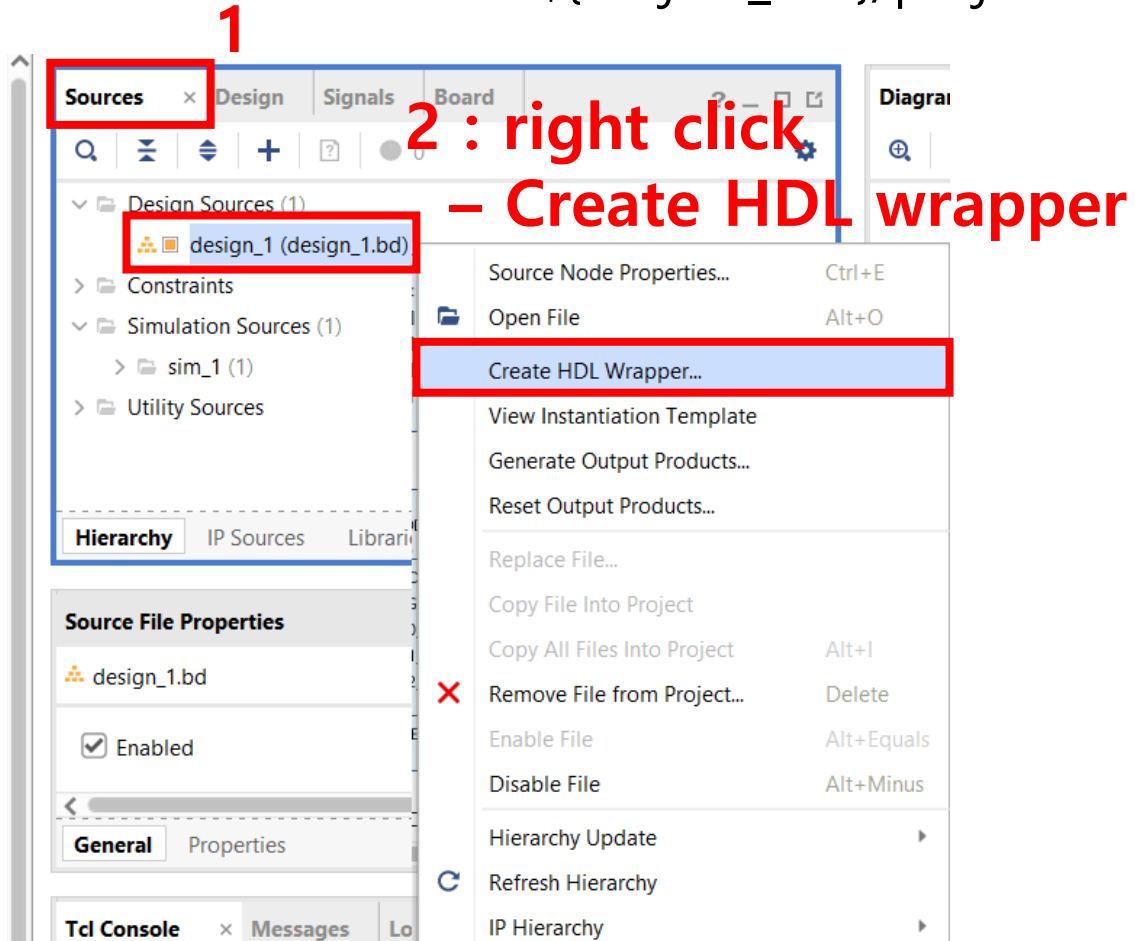 1
Sources × Design Signals Board
2 : right click
– Create HDL wrapper
0
Design Sources (1)
design_1 (design_1.bd)
Constraints
Simulation Sources (1)
sim_1 (1)
Utility Sources
Hierarchy IP Sources
Source File Properties
design_1.bd
Enabled
General Properties
Tcl Console × Messages
Source Node Properties... Ctrl+E
Open File Alt+O
Create HDL Wrapper...
View Instantiation Template
Generate Output Products...
Reset Output Products...
Replace File...
Copy File Into Project
Copy All Files Into Project Alt+I
Remove File from Project... Delete
Enable File Alt+Equals
Disable File Alt+Minus
Hierarchy Update
Refresh Hierarchy
IP Hierarchy